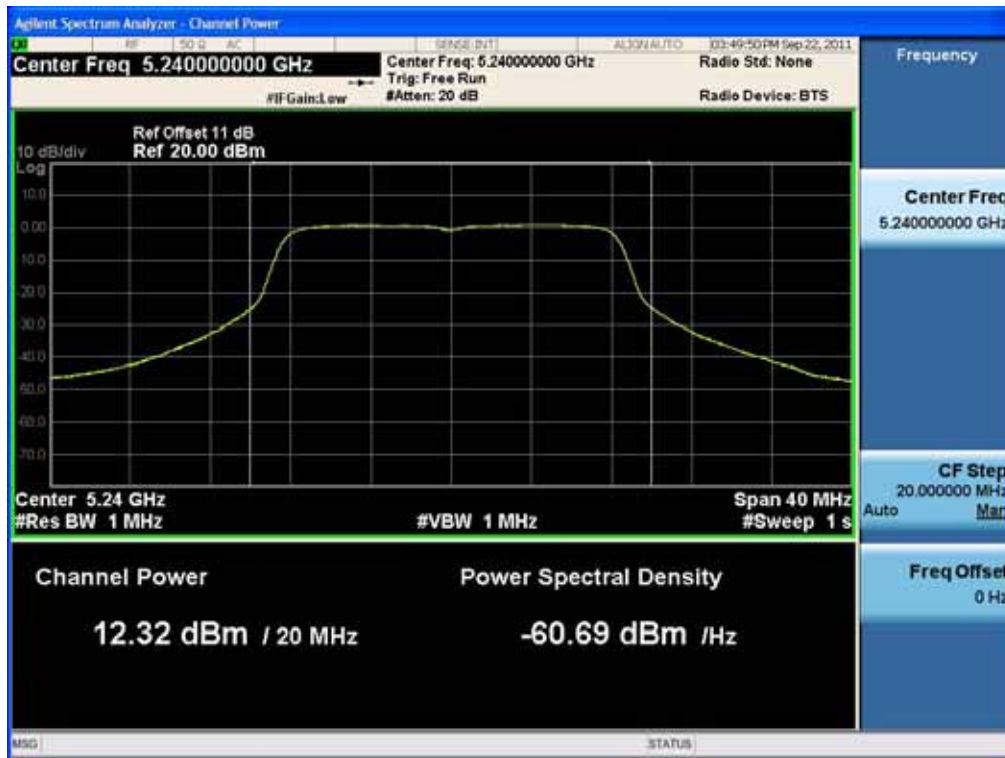 Agilent Spectrum Analyzer - Channel Power
RF 50 Ω AC SENSE:INT ALIGN AUTO 03:49:50 PM Sep 22, 2011
Center Freq 5.240000000 GHz
Center Freq: 5.240000000 GHz
Radio Std: None
Trig: Free Run
#IFGain:Low
#Atten: 20 dB
Radio Device: BTS
Ref Offset 11 dB
10 dB/div Ref 20.00 dBm
Log
10.0
0.00
-10.0
-20.0
-30.0
-40.0
-50.0
-60.0
-70.0
Center 5.24 GHz
Span 40 MHz
#Res BW 1 MHz
#VBW 1 MHz
#Sweep 1 s
Channel Power
Power Spectral Density
12.32 dBm / 20 MHz
-60.69 dBm /Hz
MSG
STATUS
Frequency
Center Freq
5.240000000 GHz
CF Step
20.000000 MHz
Auto Man
Freq Offset
0 Hz